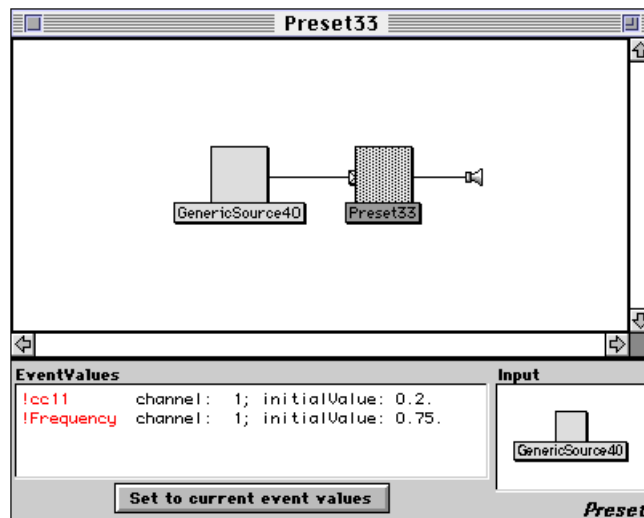 Preset33
GenericSource40
Preset33
EventValues
!cc11 channel: 1; initialValue: 0.2.
!Frequency channel: 1; initialValue: 0.75.
Set to current event values
Input
GenericSource40
Preset